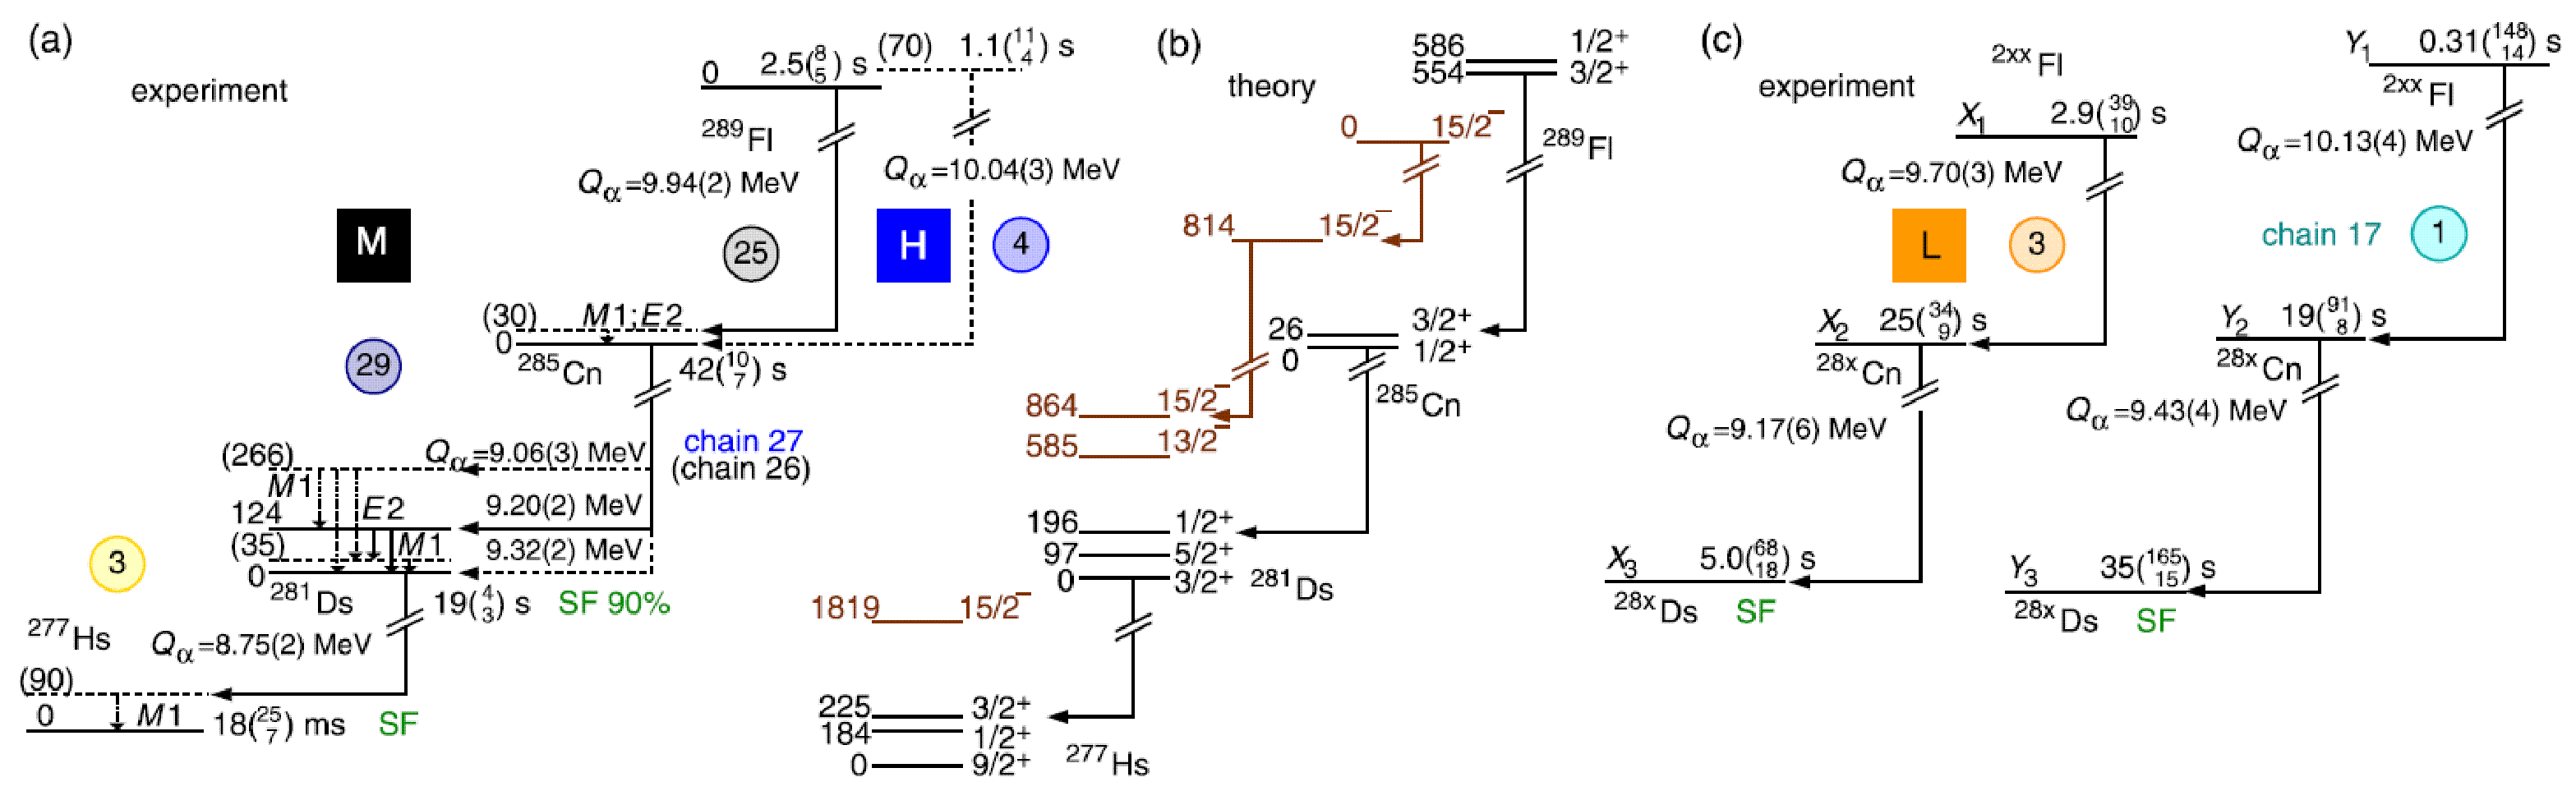 (a)
experiment
0
2.5(8 5) s
(70)
1.1(11 4) s
289Fl
Qα=9.94(2) MeV
Qα=10.04(3) MeV
M
25
H
4
(30)
M1;E2
0
285Cn
42(10 7) s
29
chain 27
(chain 26)
(266)
Qα=9.06(3) MeV
M1
124
E2
9.20(2) MeV
(35)
M1
9.32(2) MeV
3
0
281Ds
19(4 3) s
SF 90%
277Hs
Qα=8.75(2) MeV
(90)
0
M1
18(25 7) ms
SF
(b)
theory
586
1/2+
554
3/2+
0
15/2−
289Fl
814
15/2−
26
3/2+
0
1/2+
285Cn
864
15/2−
585
13/2−
196
1/2+
97
5/2+
0
3/2+
281Ds
1819
15/2−
225
3/2+
184
1/2+
0
9/2+
277Hs
(c)
experiment
2xxFl
X1
2.9(39 10) s
Qα=9.70(3) MeV
L
3
X2
25(34 9) s
28xCn
Qα=9.17(6) MeV
X3
5.0(68 18) s
28xDs
SF
Y1
0.31(148 14) s
2xxFl
Qα=10.13(4) MeV
chain 17
1
Y2
19(91 8) s
28xCn
Qα=9.43(4) MeV
Y3
35(165 15) s
28xDs
SF